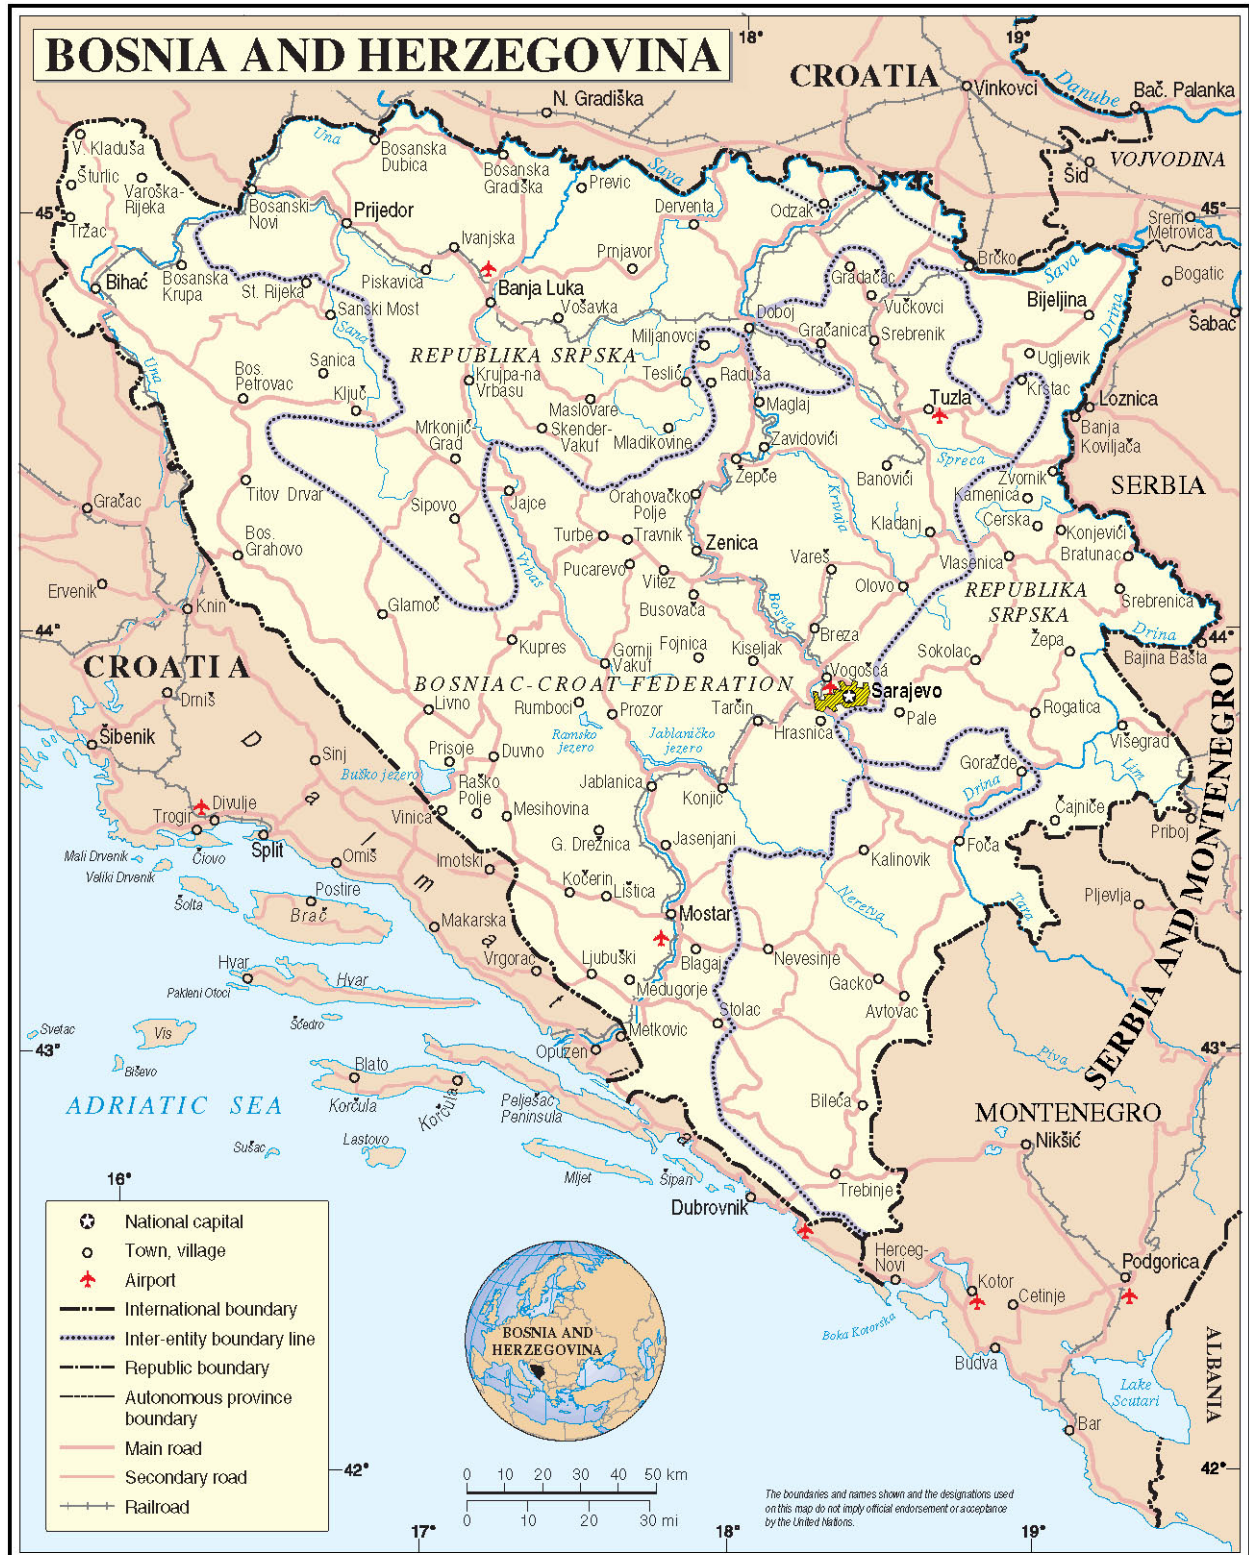 BOSNIA AND HERZEGOVINA
18°
19°
CROATIA
Vinkovci
Danube
Bač. Palanka
N. Gradiška
VOJVODINA
Šid
V. Kladuša
Una
Bosanska
Dubica
Bosanska
Gradiška
Previc
Sava
Šturlic
Varoška-
Rijeka
45°
Bosanski-
Novi
Prijedor
Derventa
Odzak
45°
Srem.
Metrovica
Tržac
Ivanjska
Prnjavor
Brčko
Sava
Bihać
Bosanska
Krupa
St. Rijeka
Piskavica
Gradačac
Bogatic
Banja Luka
Vučkovci
Bijeljina
Drina
Šabac
Sanski Most
Vošavka
Doboj
Gračanica
Srebrenik
Una
Sana
REPUBLIKA SRPSKA
Miljanovci
Ugljevik
Sanica
Bos.
Petrovac
Ključ
Krujpa-na
Vrbasu
Teslić
Raduša
Krstac
Maslovare
Maglaj
Tuzla
Loznica
Mrkonjić
Grad
Skender-
Vakuf
Mladikovine
Zavidovići
Banja
Koviljača
Spreca
SERBIA
Gračac
Titov Drvar
Žepče
Banovići
Zvornik
Kamenica
Sipovo
Jajce
Orahovačko
Polje
Krivaja
Kladanj
Cerska
Konjevići
Bos.
Grahovo
Turbe
Travnik
Zenica
Vareš
Vlasenica
Bratunac
Pucarevo
Vitez
Ervenik
Vrbas
Busovača
Bosna
Olovo
REPUBLIKA
SRPSKA
Srebrenica
Knin
Glamoč
Breza
Drina
44°
Kupres
Gornji
Vakuf
Fojnica
Kiseljak
Sokolac
Žepa
44°
Bajina Bašta
CROATIA
Vogošća
BOSNIAC-CROAT FEDERATION
Sarajevo
Drniš
Livno
Rumboci
Prozor
Tarčin
Hrasnica
Pale
Rogatica
Šibenik
Ramsko
jezero
Jablaničko
jezero
Višegrad
Sinj
Prisoje
Duvno
Buško jezero
Raško
Polje
Jablanica
Konjic
Goražde
Lim
Drina
Divulje
Trogir
Vinica
Mesihovina
Čajniče
Priboj
Split
G. Drežnica
Jasenjani
Kalinovik
Foča
Mali Drvenik
Čiovo
Omiš
Imotski
Veliki Drvenik
Šolta
Postire
Brač
Kočerin
Lištica
Neretva
Tara
Pljevlja
Makarska
Mostar
Dalmatia
SERBIA AND MONTENEGRO
Hvar
Hvar
Vrgorac
Ljubuški
Blagaj
Nevesinje
Pakleni Otoci
Medugorje
Gacko
Avtovac
Svetac
Vis
Šćedro
Stolac
Metkovic
Opuzen
43°
43°
Biševo
Blato
Piva
Korčula
Korčula
Pelješac
Peninsula
Bileća
ADRIATIC SEA
MONTENEGRO
Nikšić
Sušac
Lastovo
Mljet
Šipan
Trebinje
16°
Dubrovnik
National capital
Town, village
Airport
International boundary
Inter-entity boundary line
Republic boundary
Autonomous province
boundary
Main road
Secondary road
Railroad
Herceg-
Novi
Podgorica
Kotor
Cetinje
Boka Kotorska
Budva
BOSNIA AND
HERZEGOVINA
ALBANIA
Lake
Scutari
Bar
42°
42°
0 10 20 30 40 50 km
0 10 20 30 mi
The boundaries and names shown and the designations used
on this map do not imply official endorsement or acceptance
by the United Nations.
17°
18°
19°